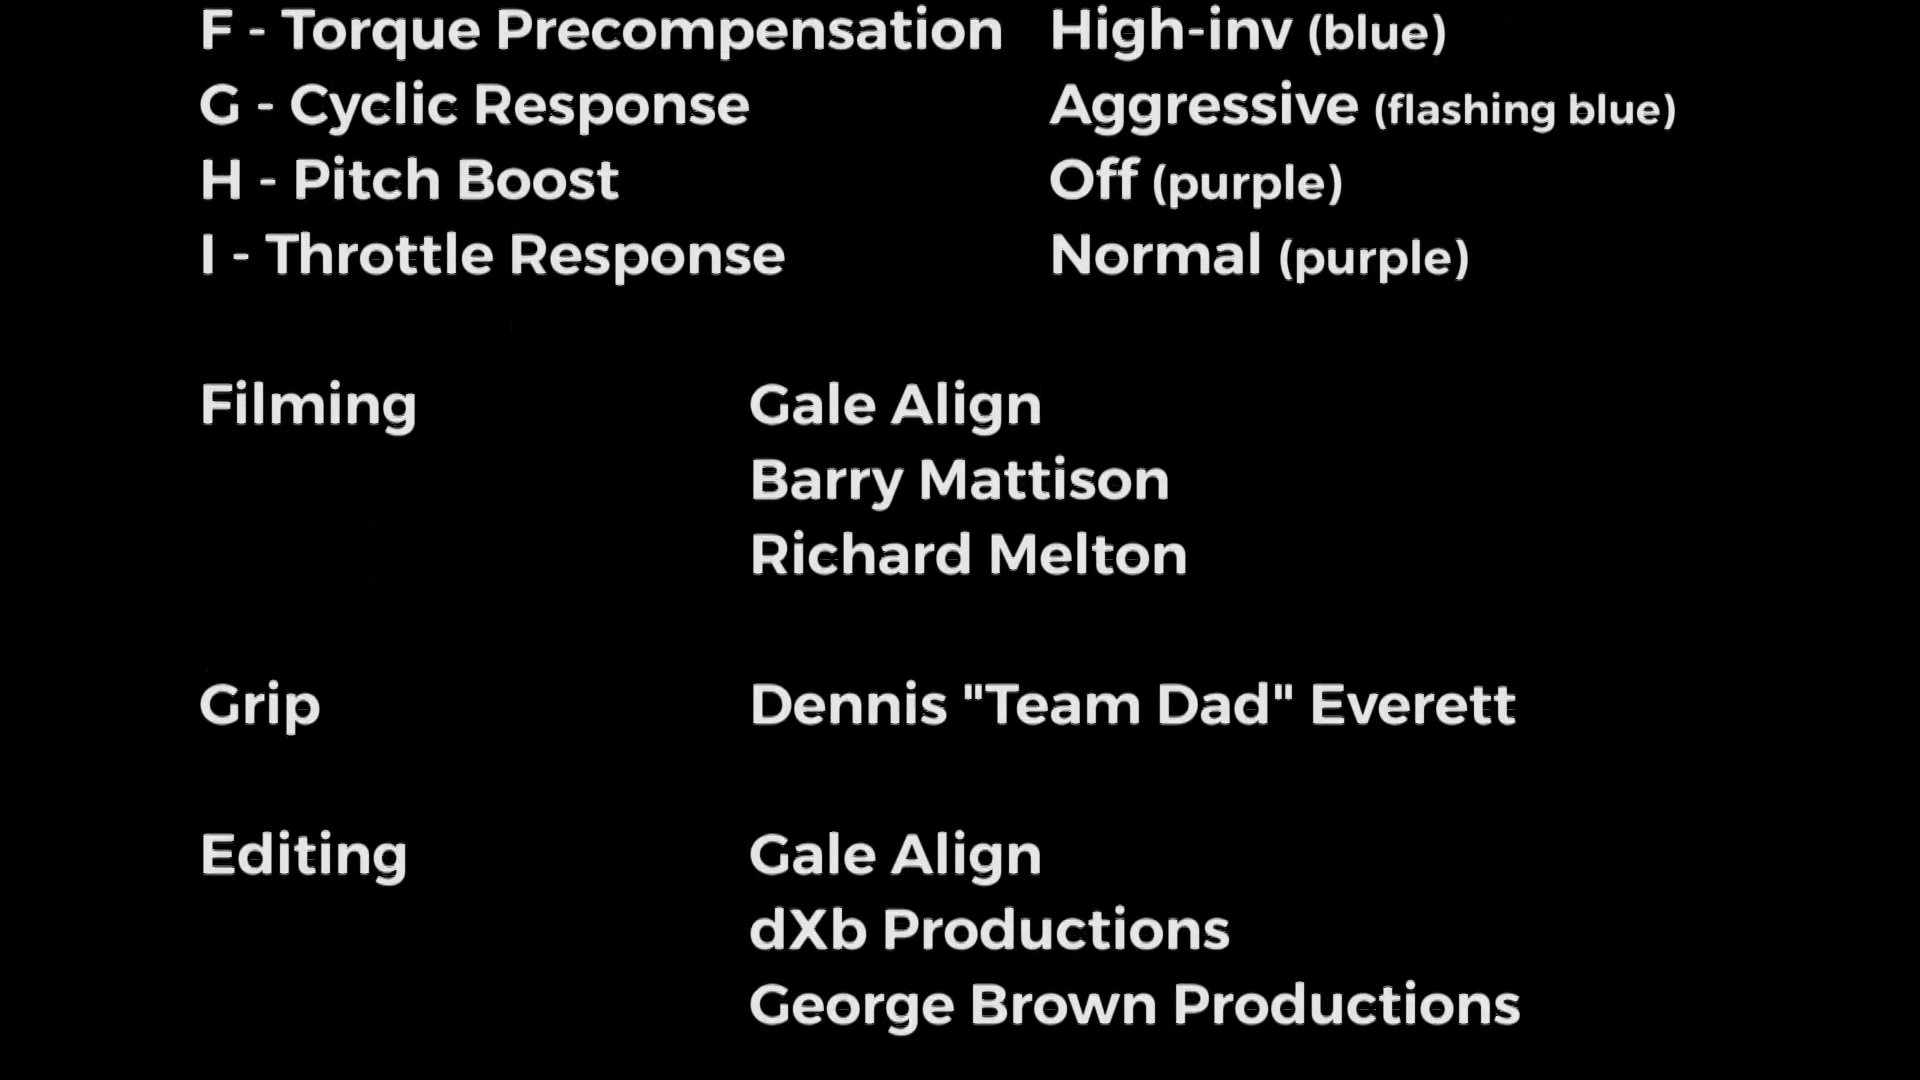 F - Torque Precompensation High-inv (blue)
G - Cyclic Response Aggressive (flashing blue)
H - Pitch Boost Off (purple)
I - Throttle Response Normal (purple)
Filming Gale Align
Barry Mattison
Richard Melton
Grip Dennis "Team Dad" Everett
Editing Gale Align
dXb Productions
George Brown Productions